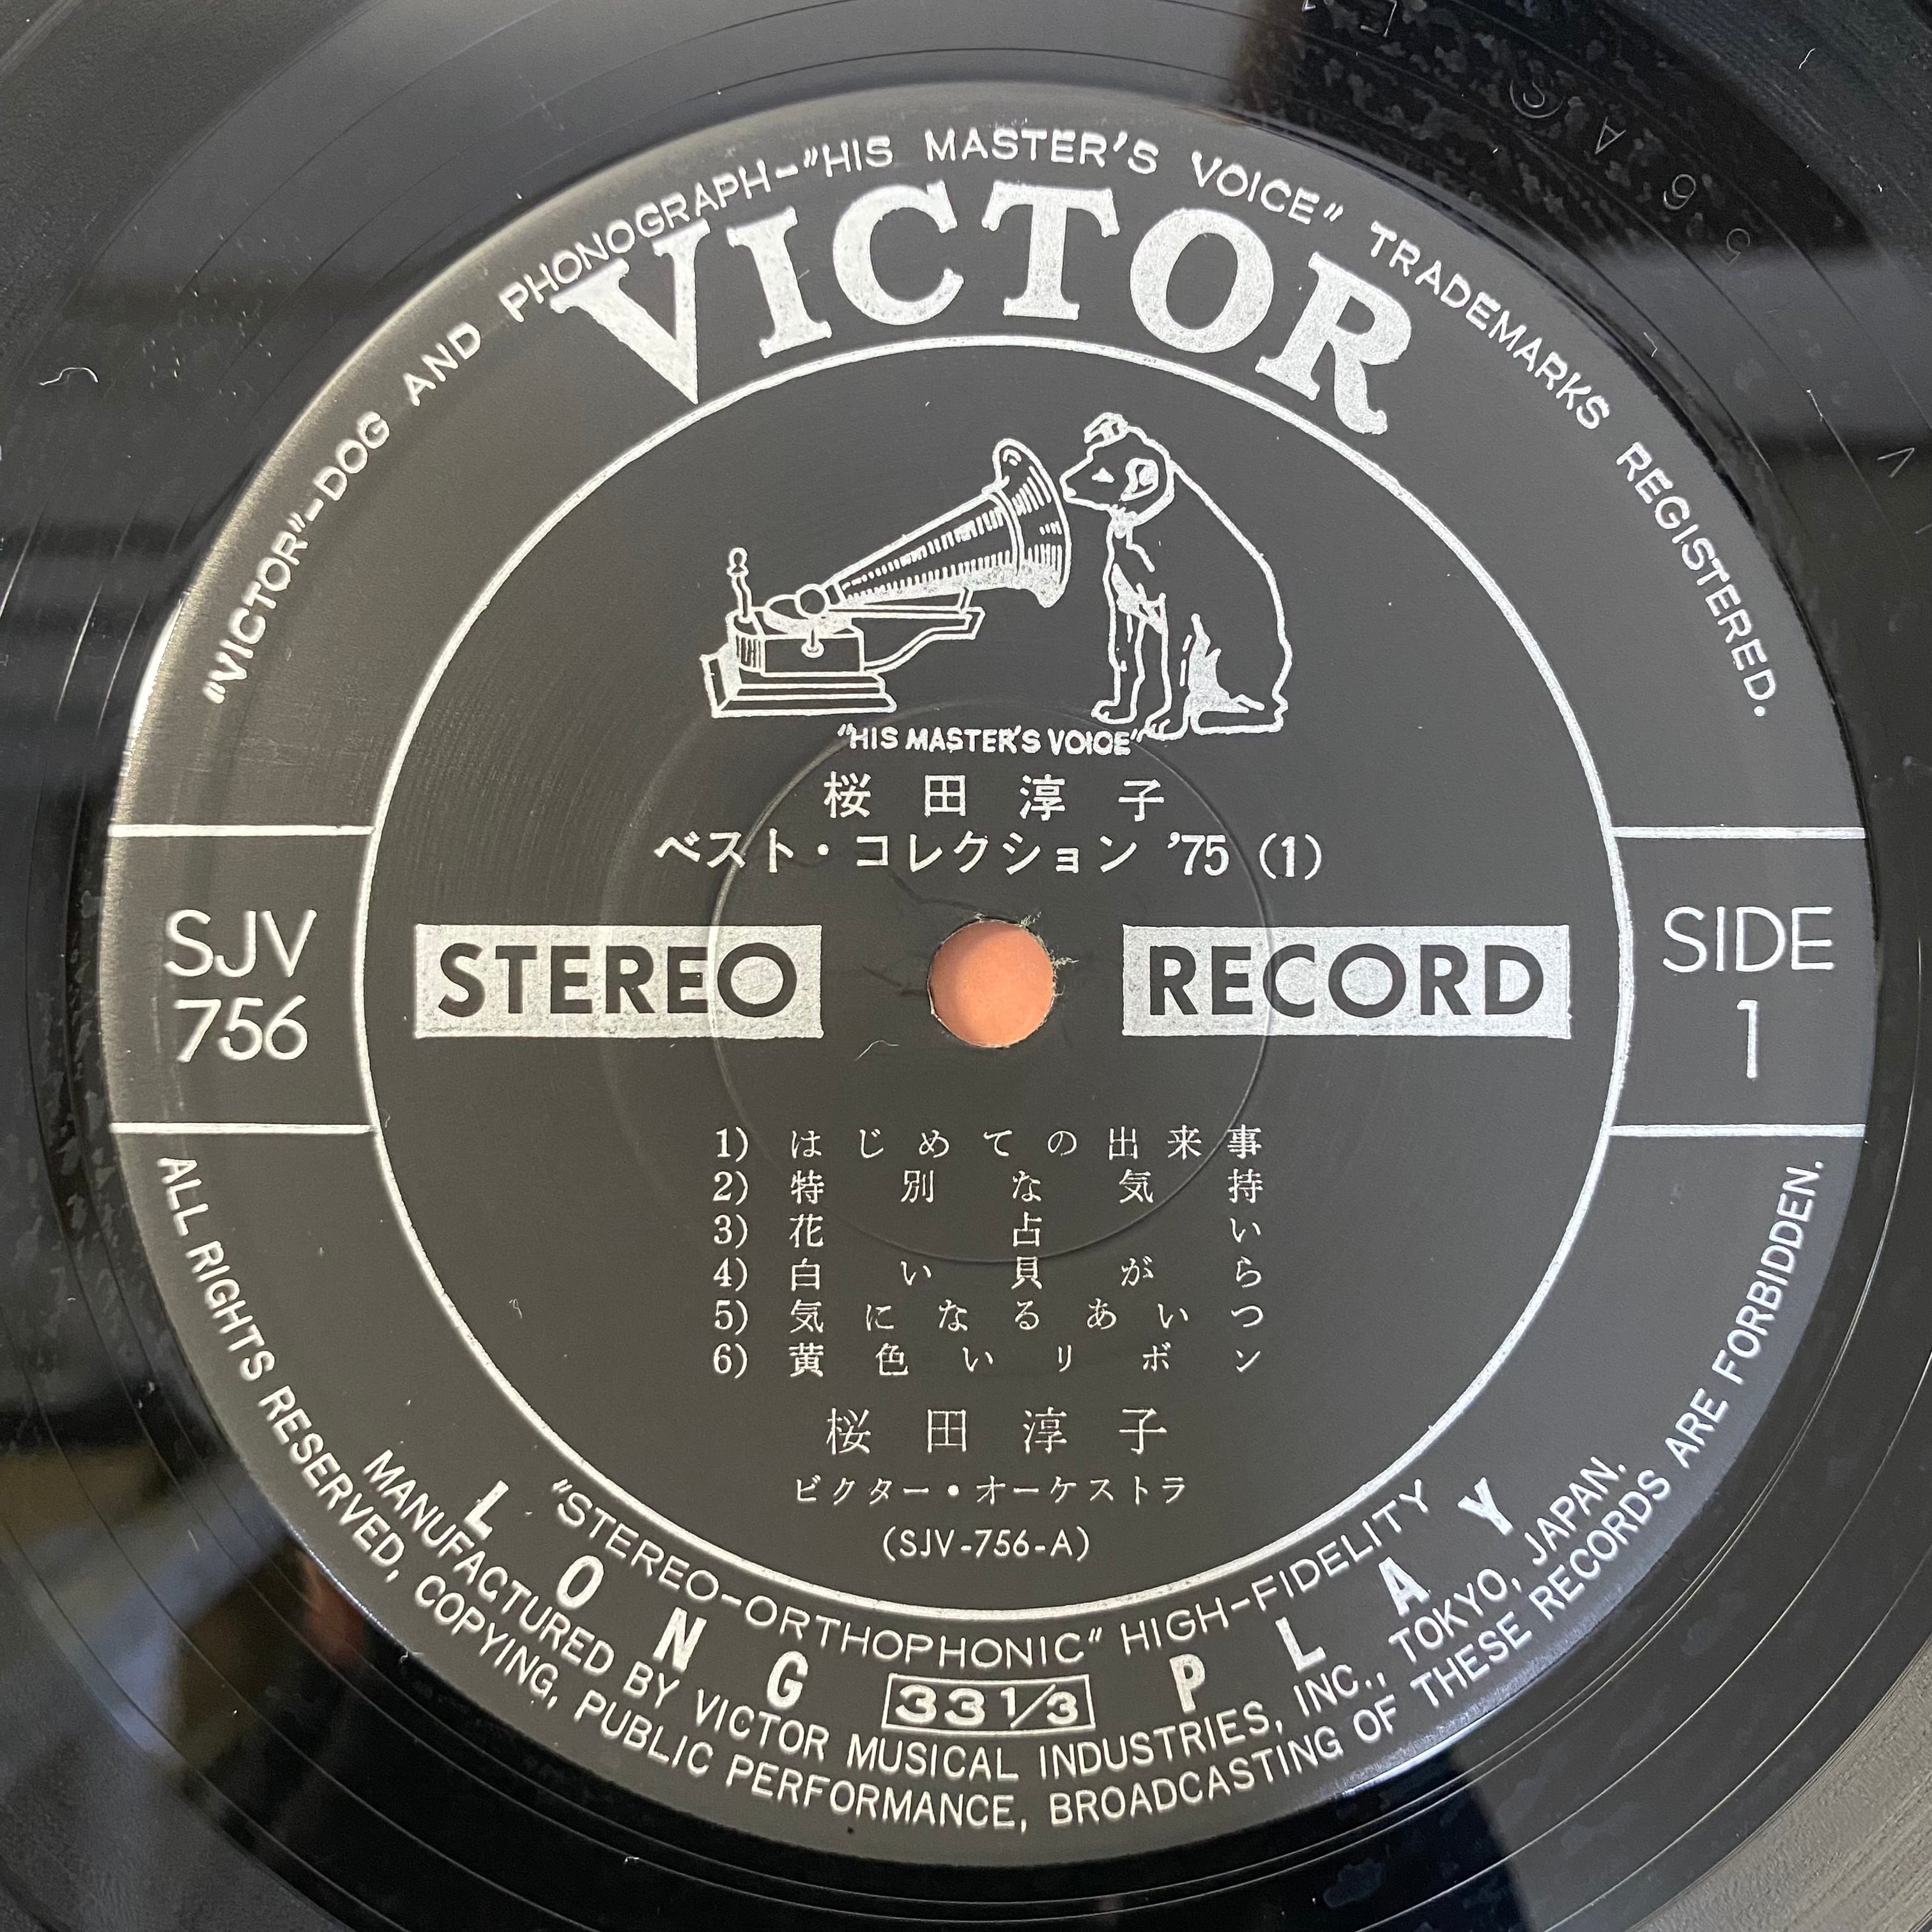 "VICTOR"-DOG AND PHONOGRAPH-"HIS MASTER'S VOICE" TRADEMARKS REGISTERED.
VICTOR
"HIS MASTER'S VOICE"
桜田淳子
ベスト・コレクション '75 (1)
SJV
756
STEREO RECORD
SIDE
1
1) はじめての出来事
2) 特別な気持
3) 花占い
4) 白い貝がら
5) 気になるあいつ
6) 黄色いリボン
桜田淳子
ビクター・オーケストラ
(SJV-756-A)
"STEREO-ORTHOPHONIC" HIGH-FIDELITY
LONG 33 1/3 PLAY
MANUFACTURED BY VICTOR MUSICAL INDUSTRIES, INC., TOKYO, JAPAN.
ALL RIGHTS RESERVED, COPYING, PUBLIC PERFORMANCE, BROADCASTING OF THESE RECORDS ARE FORBIDDEN.